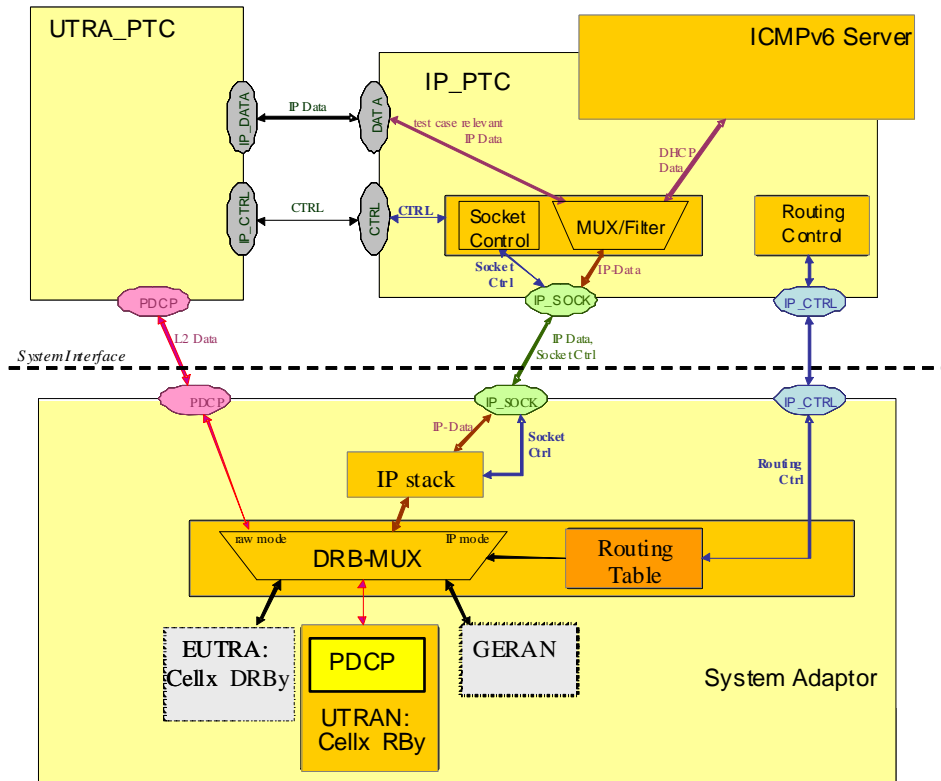 UTRA_PTC
ICMPv6 Server
IP_PTC
IP_DATA
IP Data
DATA
test case relevant
IP Data
DHCP
Data
IP_CTRL
CTRL
CTRL
CTRL
Socket
Control
MUX/Filter
Routing
Control
Socket
Ctrl
IP-Data
PDCP
IP_SOCK
IP_CTRL
L2 Data
IP Data,
Socket Ctrl
System Interface
PDCP
IP_SOCK
IP_CTRL
IP-Data
Socket
Ctrl
Routing
Ctrl
IP stack
raw mode
IP mode
DRB-MUX
Routing
Table
EUTRA:
Cellx DRBy
PDCP
UTRAN:
Cellx RBy
GERAN
System Adaptor